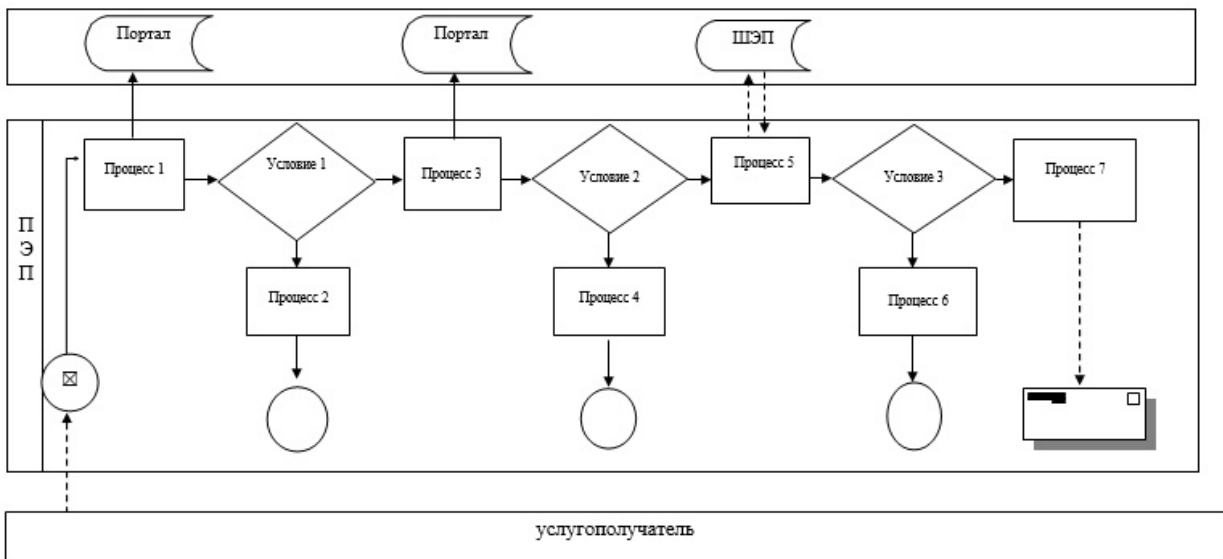 Портал
Портал
ШЭП
Процесс 1
Условие 1
Процесс 3
Условие 2
Процесс 5
Условие 3
Процесс 7
П
Э
П
Процесс 2
Процесс 4
Процесс 6
услугополучатель